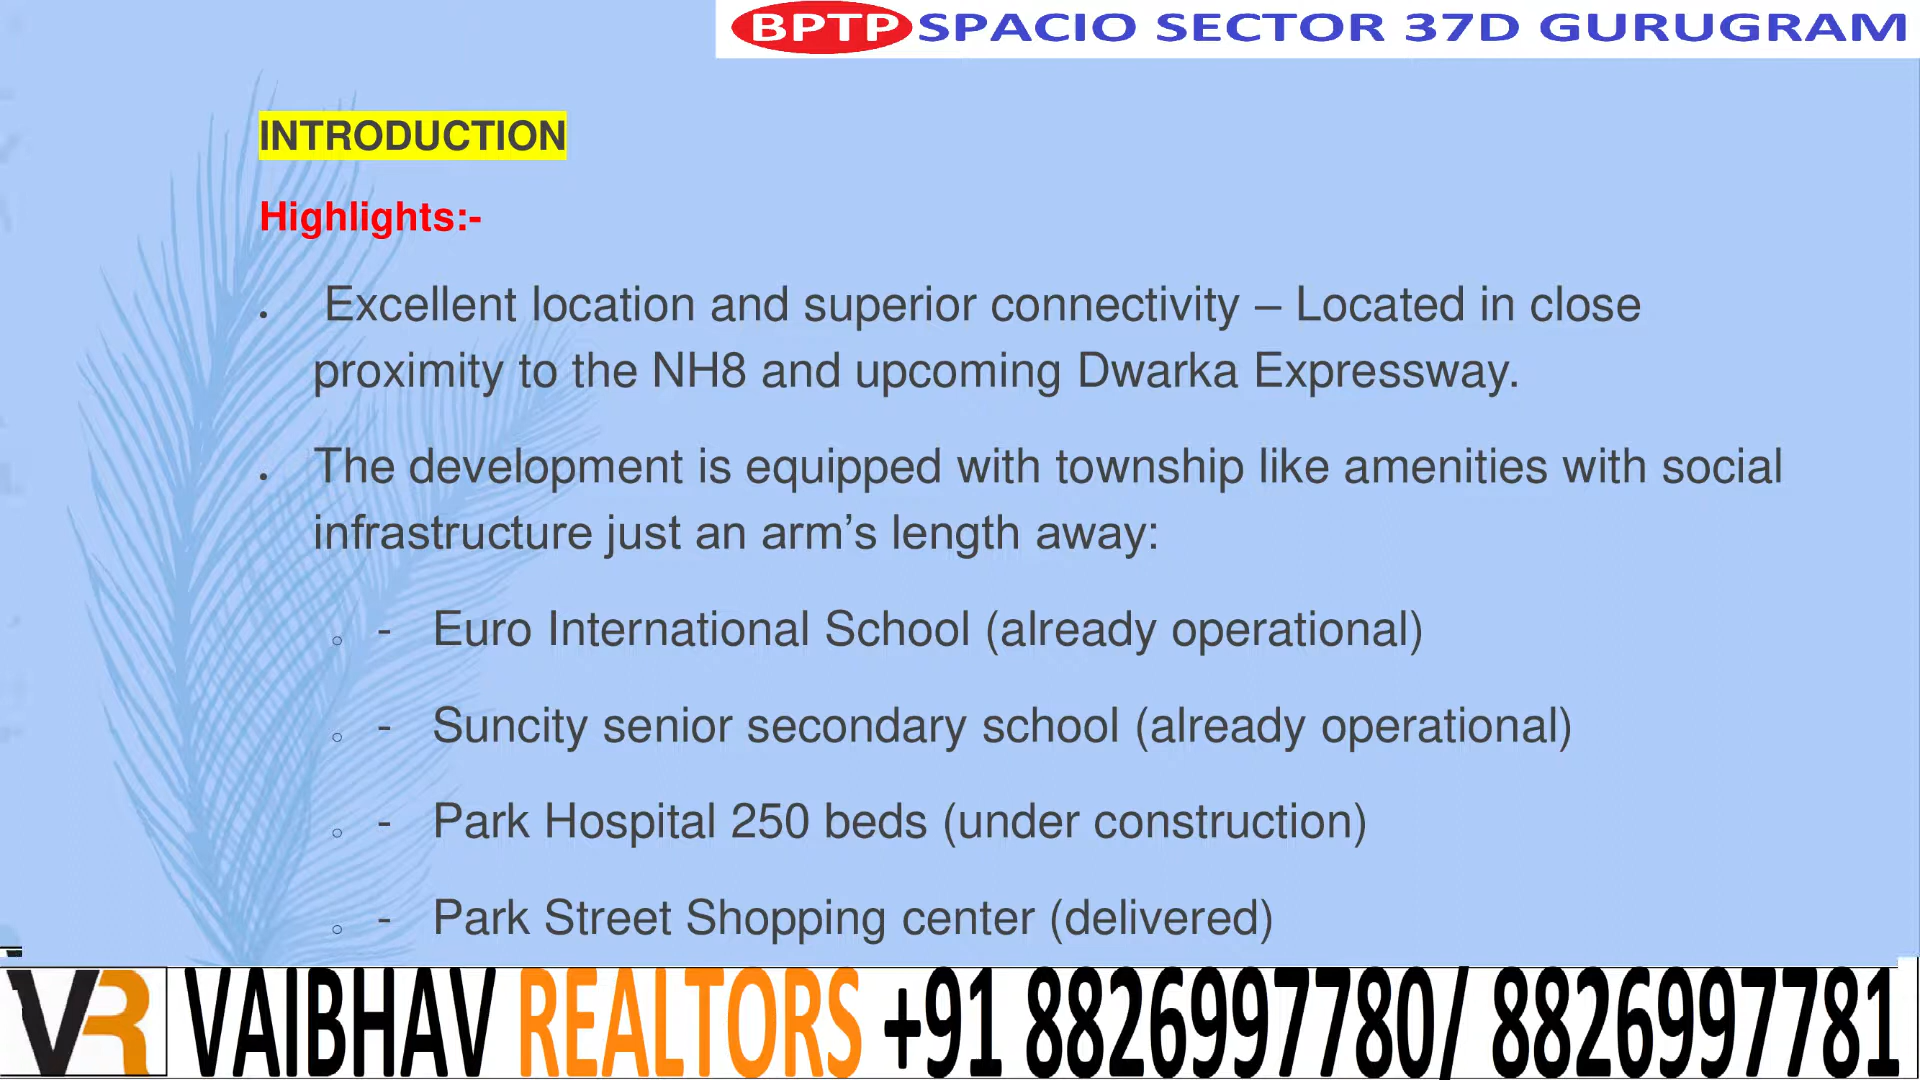 BPTP SPACIO SECTOR 37D GURUGRAM
INTRODUCTION
Highlights:-
• Excellent location and superior connectivity – Located in close
proximity to the NH8 and upcoming Dwarka Expressway.
• The development is equipped with township like amenities with social
infrastructure just an arm’s length away:
○ - Euro International School (already operational)
○ - Suncity senior secondary school (already operational)
○ - Park Hospital 250 beds (under construction)
○ - Park Street Shopping center (delivered)
VR VAIBHAV REALTORS +91 8826997780/ 8826997781